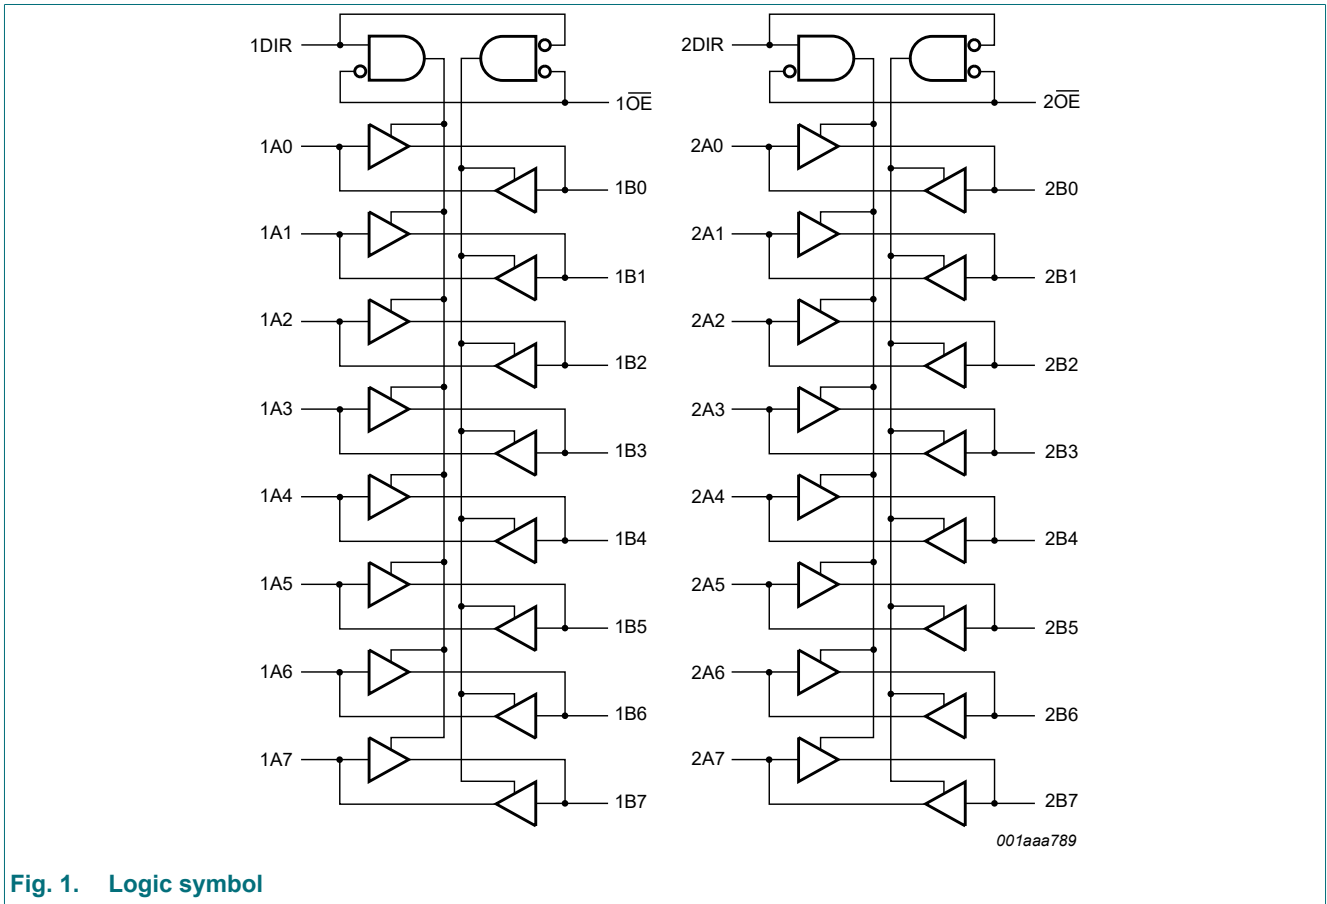 1DIR
2DIR
1O̅E̅
2O̅E̅
1A0
2A0
1B0
2B0
1A1
2A1
1B1
2B1
1A2
2A2
1B2
2B2
1A3
2A3
1B3
2B3
1A4
2A4
1B4
2B4
1A5
2A5
1B5
2B5
1A6
2A6
1B6
2B6
1A7
2A7
1B7
2B7
001aaa789
Fig. 1. Logic symbol